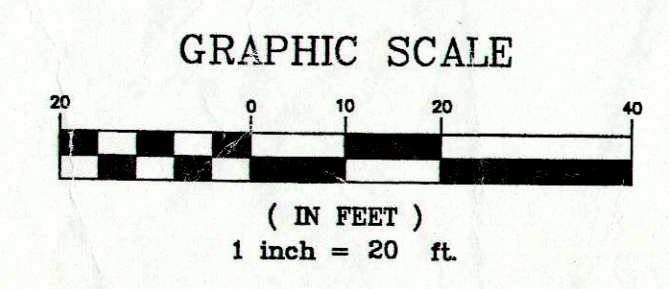 GRAPHIC SCALE
20 0 10 20 40
( IN FEET )
1 inch = 20 ft.